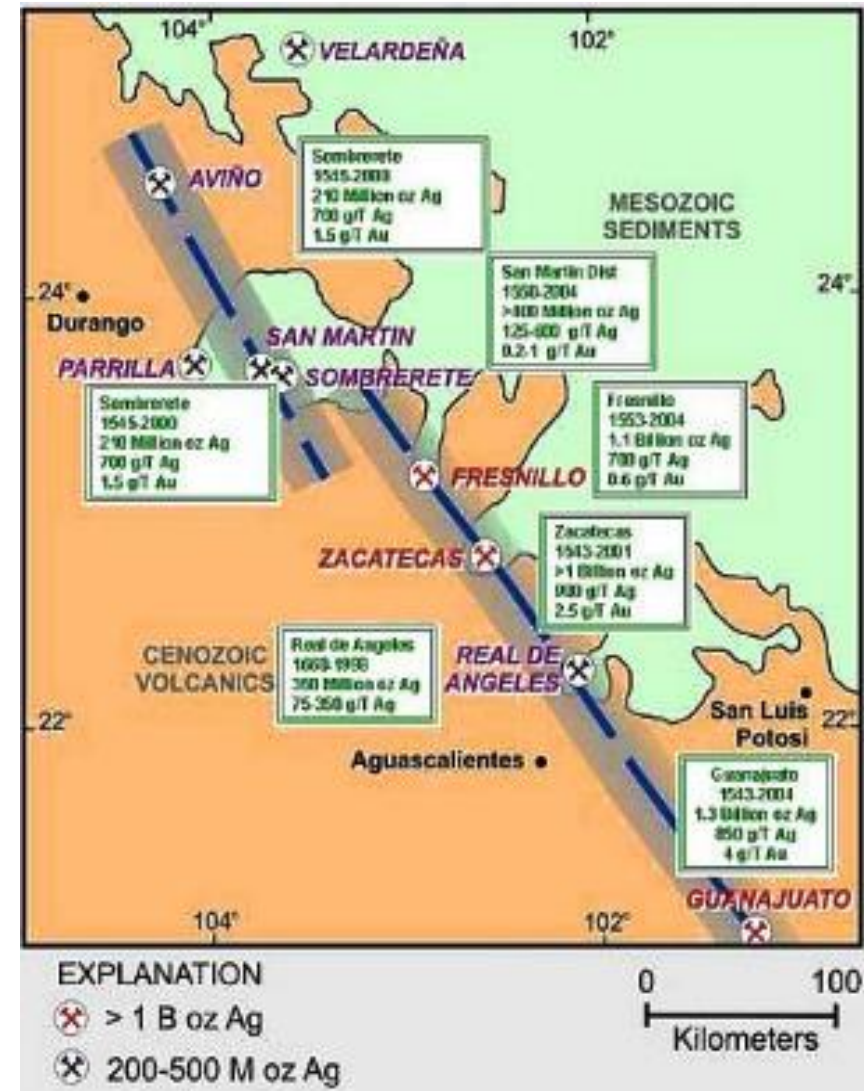 104°
102°
VELARDEÑA
AVIÑO
Sombrerete
1545-2000
210 Million oz Ag
700 g/T Ag
1.5 g/T Au
MESOZOIC
SEDIMENTS
San Martin Dist
1550-2004
>400 Million oz Ag
125-600 g/T Ag
0.2-1 g/T Au
24°
24°
Durango
SAN MARTIN
PARRILLA
SOMBRERETE
Sombrerete
1545-2000
210 Million oz Ag
700 g/T Ag
1.5 g/T Au
Fresnillo
1553-2004
1.1 Billion oz Ag
700 g/T Ag
0.6 g/T Au
FRESNILLO
ZACATECAS
Zacatecas
1543-2001
>1 Billion oz Ag
900 g/T Ag
2.5 g/T Au
CENOZOIC
VOLCANICS
Real de Angeles
350 Million oz Ag
75-350 g/T Ag
REAL DE
ANGELES
22°
San Luis
Potosi
22°
Aguascalientes
Guanajuato
1543-2004
1.3 Billion oz Ag
850 g/T Ag
4 g/T Au
GUANAJUATO
104°
102°
EXPLANATION
> 1 B oz Ag
200-500 M oz Ag
0 100
Kilometers